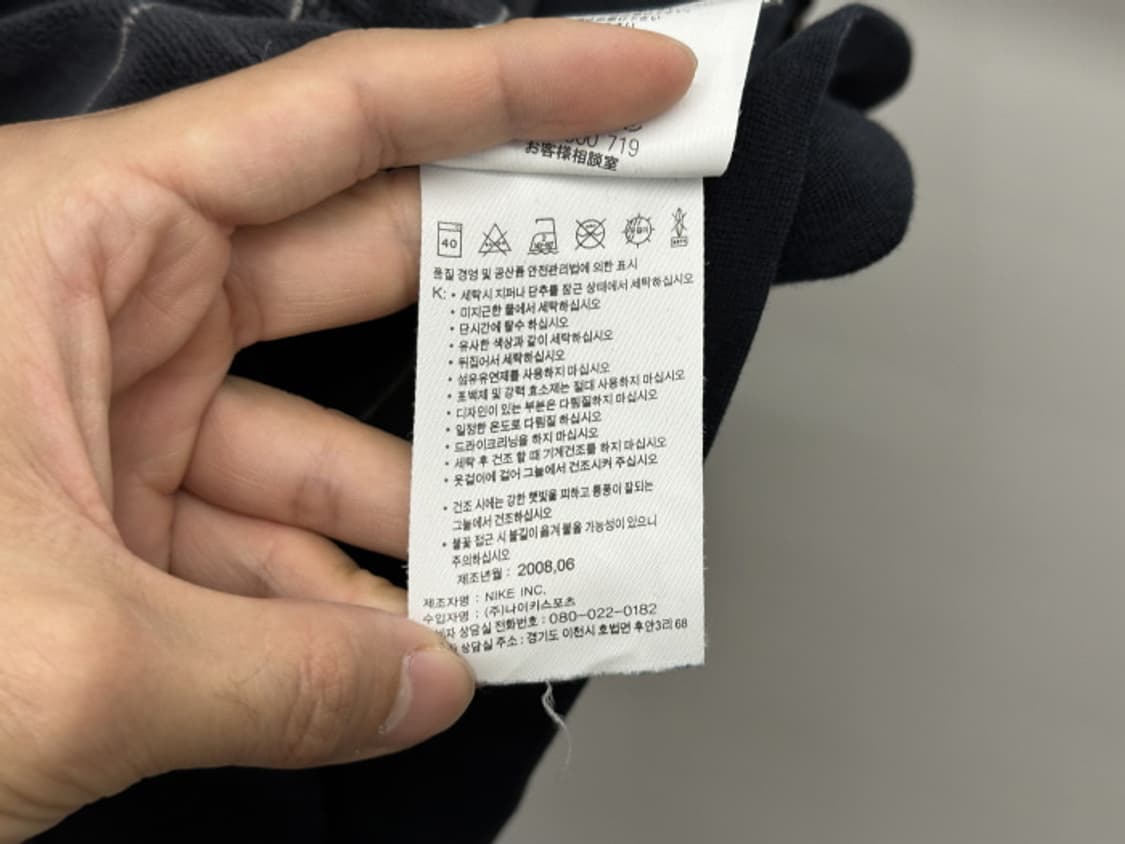 719
お客様相談室
40
품질 경영 및 공산품 안전관리법에 의한 표시
K: • 세탁시 지퍼나 단추를 잠근 상태에서 세탁하십시오
• 미지근한 물에서 세탁하십시오
• 단시간에 탈수 하십시오
• 유사한 색상과 같이 세탁하십시오
• 뒤집어서 세탁하십시오
• 섬유유연제를 사용하지 마십시오
• 표백제 및 강력 효소제는 절대 사용하지 마십시오
• 디자인이 있는 부분은 다림질하지 마십시오
• 일정한 온도로 다림질 하십시오
• 드라이크리닝을 하지 마십시오
• 세탁 후 건조 할 때 기계건조를 하지 마십시오
• 옷걸이에 걸어 그늘에서 건조시켜 주십시오
• 건조 시에는 강한 햇빛을 피하고 통풍이 잘되는
그늘에서 건조하십시오
• 불꽃 접근 시 불길이 옮겨 붙을 가능성이 있으니
주의하십시오
제조년월 : 2008,06
제조자명 : NIKE INC,
수입자명 : (주)나이키스포츠
상담실 전화번호 : 080-022-0182
상담실 주소 : 경기도 이천시 호법면 후안3리 68